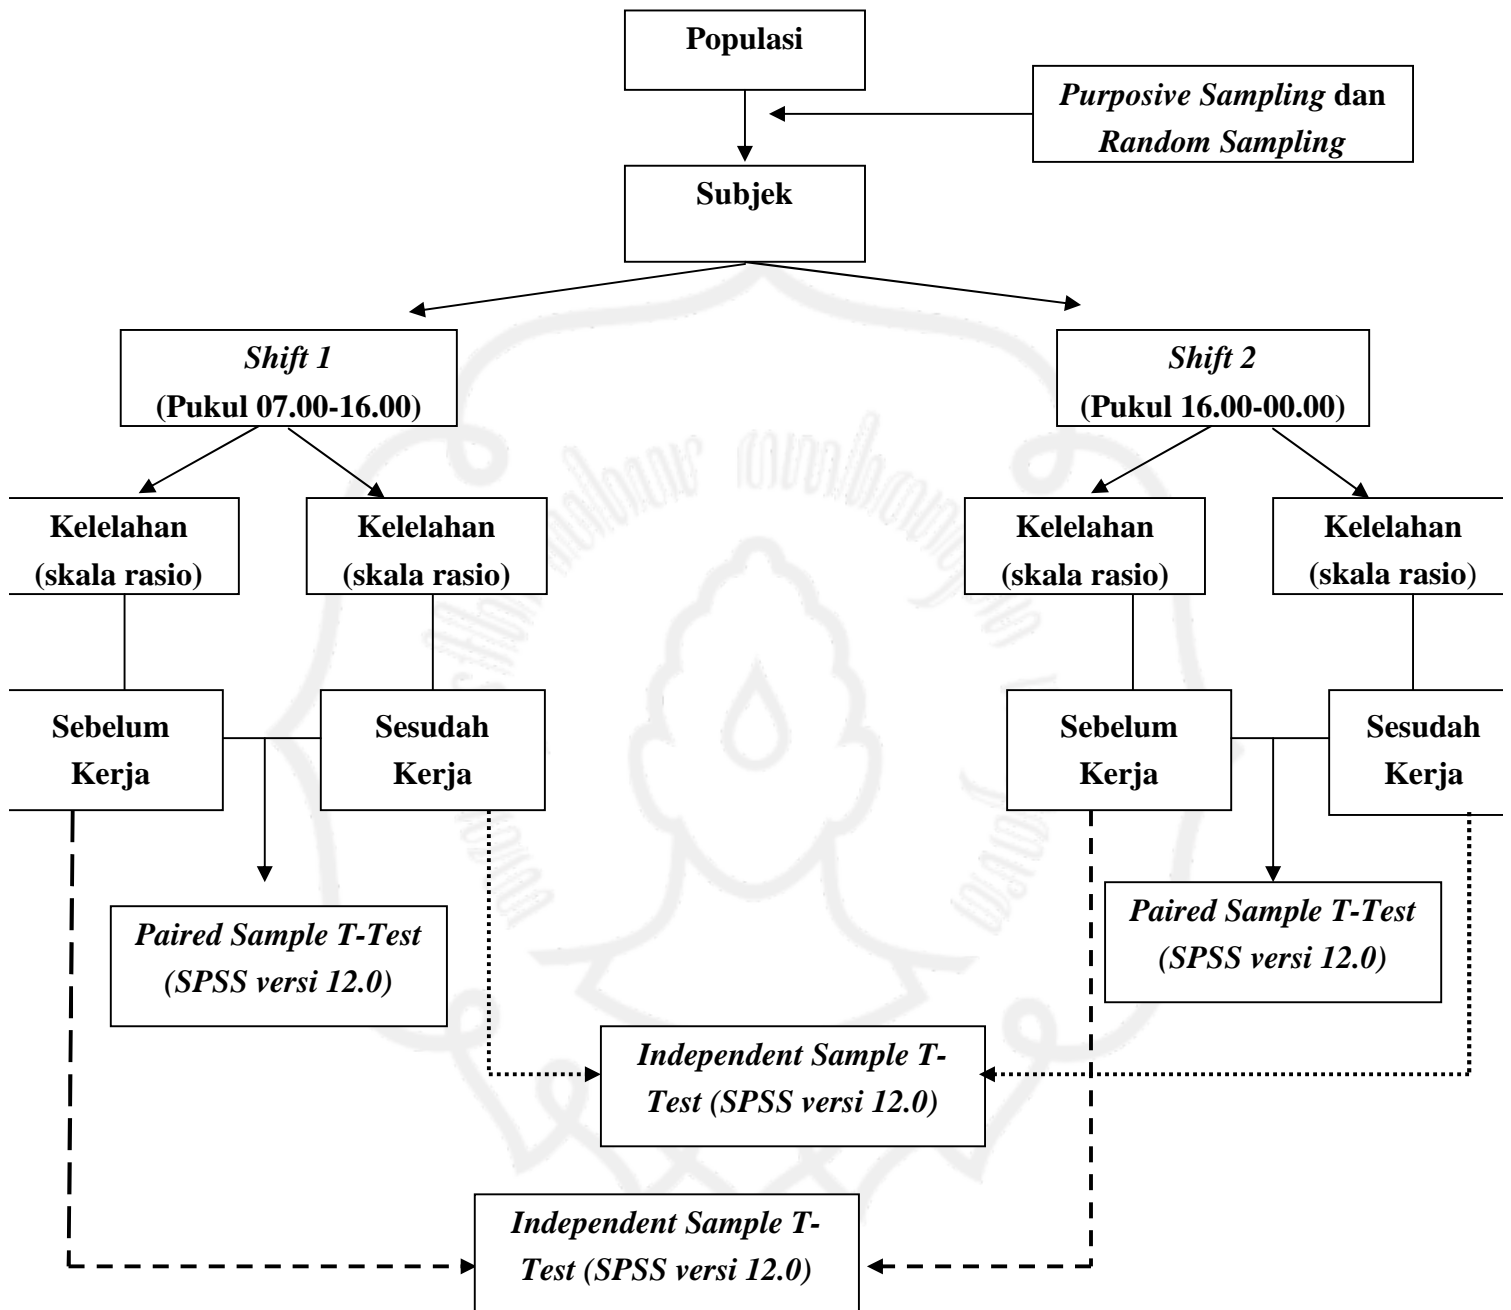 Populasi
Purposive Sampling dan
Random Sampling
Subjek
Shift 1
(Pukul 07.00-16.00)
Shift 2
(Pukul 16.00-00.00)
Kelelahan
(skala rasio)
Kelelahan
(skala rasio)
Kelelahan
(skala rasio)
Kelelahan
(skala rasio)
Sebelum
Kerja
Sesudah
Kerja
Sebelum
Kerja
Sesudah
Kerja
Paired Sample T-Test
(SPSS versi 12.0)
Paired Sample T-Test
(SPSS versi 12.0)
Independent Sample T-
Test (SPSS versi 12.0)
Independent Sample T-
Test (SPSS versi 12.0)